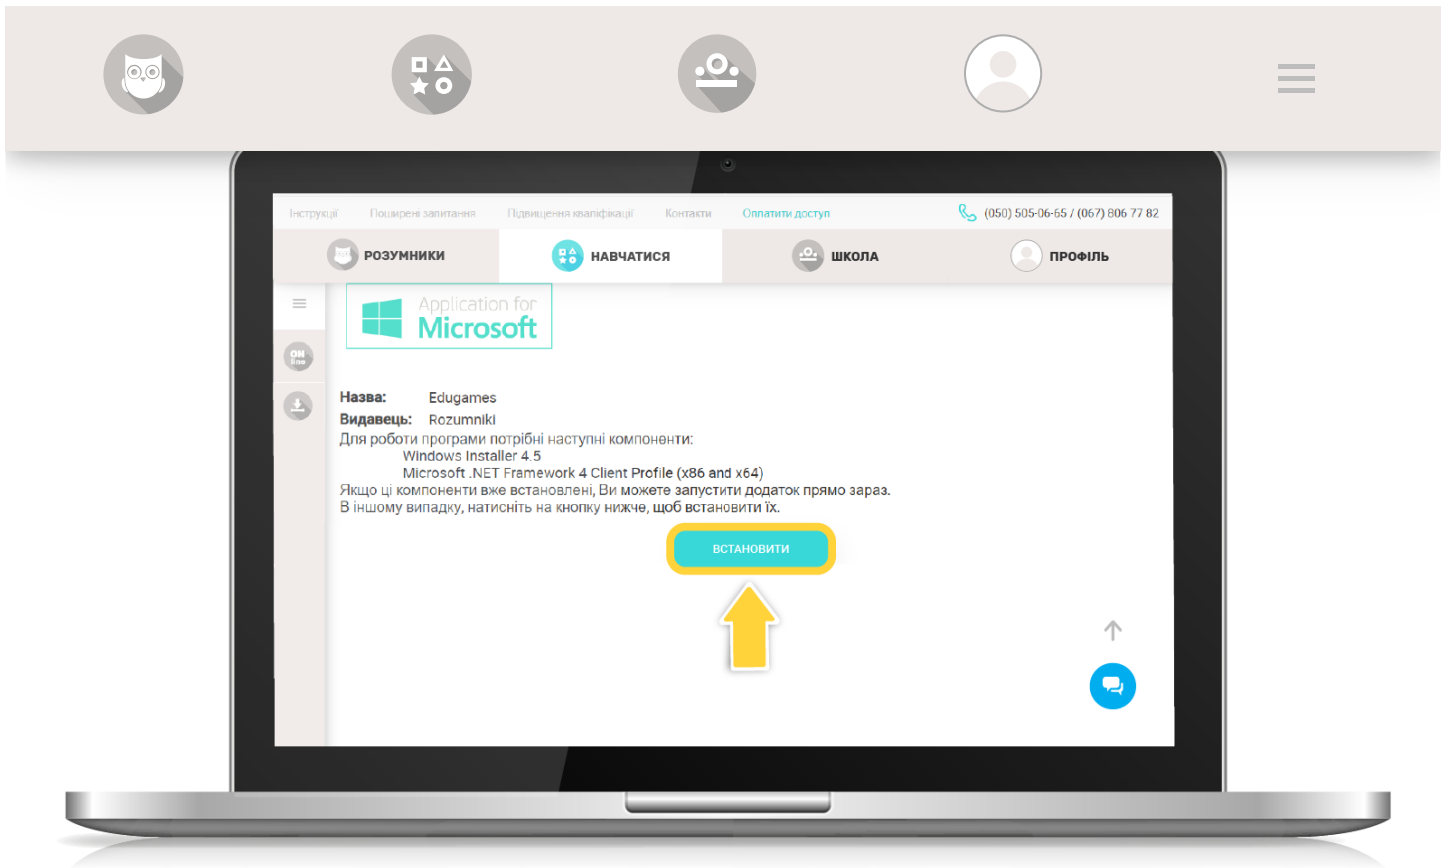 Інструкції Поширені запитання Підвищення кваліфікації Контакти Оплатити доступ (050) 505-06-65 / (067) 806 77 82
РОЗУМНИКИ НАВЧАТИСЯ ШКОЛА ПРОФІЛЬ
Application for
Microsoft
ON
line
Назва: Edugames
Видавець: Rozumniki
Для роботи програми потрібні наступні компоненти:
Windows Installer 4.5
Microsoft .NET Framework 4 Client Profile (x86 and x64)
Якщо ці компоненти вже встановлені, Ви можете запустити додаток прямо зараз.
В іншому випадку, натисніть на кнопку нижче, щоб встановити їх.
ВСТАНОВИТИ